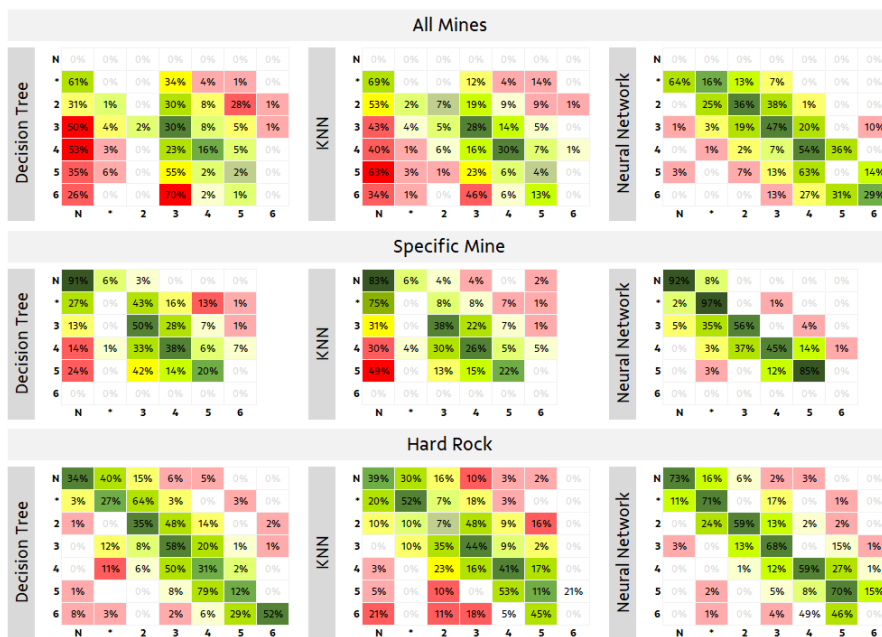 All Mines
Decision Tree
N 0% 0% 0% 0% 0% 0% 0%
* 61% 0% 0% 34% 4% 1% 0%
2 31% 1% 0% 30% 8% 28% 1%
3 50% 4% 2% 30% 8% 5% 1%
4 53% 3% 0% 23% 16% 5% 0%
5 35% 6% 0% 55% 2% 2% 0%
6 26% 0% 0% 70% 2% 1% 0%
N * 2 3 4 5 6
KNN
N 0% 0% 0% 0% 0% 0% 0%
* 69% 0% 0% 12% 4% 14% 0%
2 53% 2% 7% 19% 9% 9% 1%
3 43% 4% 5% 28% 14% 5% 0%
4 40% 1% 6% 16% 30% 7% 1%
5 63% 3% 1% 23% 6% 4% 0%
6 34% 1% 0% 46% 6% 13% 0%
N * 2 3 4 5 6
Neural Network
N 0% 0% 0% 0% 0% 0% 0%
* 64% 16% 13% 7% 0% 0% 0%
2 0% 25% 36% 38% 1% 0% 0%
3 1% 3% 19% 47% 20% 0% 10%
4 0% 1% 2% 7% 54% 36% 0%
5 3% 0% 7% 13% 63% 0% 14%
6 0% 0% 0% 13% 27% 31% 29%
N * 2 3 4 5 6
Specific Mine
Decision Tree
N 91% 6% 3% 0% 0% 0%
* 27% 0% 43% 16% 13% 1%
3 13% 0% 50% 28% 7% 1%
4 14% 1% 33% 38% 6% 7%
5 24% 0% 42% 14% 20% 0%
6 0% 0% 0% 0% 0% 0%
N * 3 4 5 6
KNN
N 83% 6% 4% 4% 0% 2%
* 75% 0% 8% 8% 7% 1%
3 31% 0% 38% 22% 7% 1%
4 30% 4% 30% 26% 5% 5%
5 49% 0% 13% 15% 22% 0%
6 0% 0% 0% 0% 0% 0%
N * 3 4 5 6
Neural Network
N 92% 8% 0% 0% 0% 0%
* 2% 97% 0% 1% 0% 0%
3 5% 35% 56% 0% 4% 0%
4 0% 3% 37% 45% 14% 1%
5 0% 3% 0% 12% 85% 0%
6 0% 0% 0% 0% 0% 0%
N * 3 4 5 6
Hard Rock
Decision Tree
N 34% 40% 15% 6% 5% 0% 0%
* 3% 27% 64% 3% 0% 3% 0%
2 1% 0% 35% 48% 14% 0% 2%
3 0% 12% 8% 58% 20% 1% 1%
4 0% 11% 6% 50% 31% 2% 0%
5 1% 0% 8% 79% 12% 0%
6 8% 3% 0% 2% 6% 29% 52%
N * 2 3 4 5 6
KNN
N 39% 30% 16% 10% 3% 2% 0%
* 20% 52% 7% 18% 3% 0% 0%
2 10% 10% 7% 48% 9% 16% 0%
3 0% 10% 35% 44% 9% 2% 0%
4 3% 0% 23% 16% 41% 17% 0%
5 5% 0% 10% 0% 53% 11% 21%
6 21% 0% 11% 18% 5% 45% 0%
N * 2 3 4 5 6
Neural Network
N 73% 16% 6% 2% 3% 0% 0%
* 11% 71% 0% 17% 0% 1% 0%
2 0% 24% 59% 13% 2% 2% 0%
3 3% 0% 13% 68% 0% 15% 1%
4 0% 0% 1% 12% 59% 27% 1%
5 0% 2% 0% 5% 8% 70% 15%
6 0% 1% 0% 4% 49% 46% 0%
N * 2 3 4 5 6